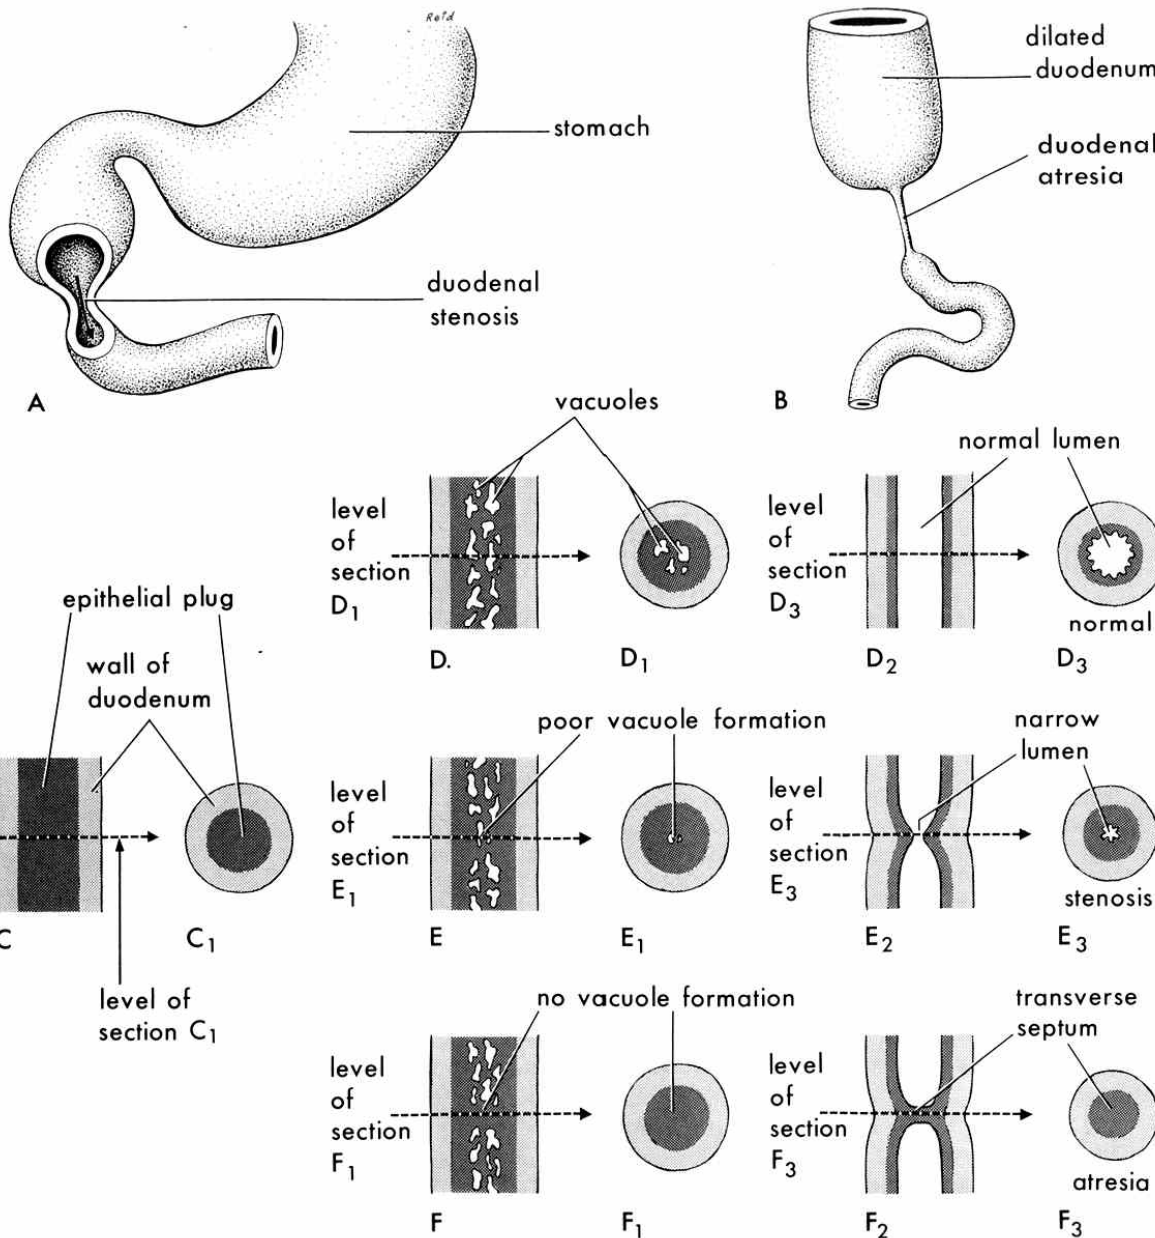 Reid
stomach
duodenal
stenosis
A
dilated
duodenum
duodenal
atresia
B
vacuoles
level
of
section
D1
D.
D1
normal lumen
level
of
section
D3
D2
normal
D3
epithelial plug
wall of
duodenum
C
C1
level of
section C1
poor vacuole formation
level
of
section
E1
E
E1
narrow
lumen
level
of
section
E3
E2
stenosis
E3
no vacuole formation
level
of
section
F1
F
F1
transverse
septum
level
of
section
F3
F2
atresia
F3